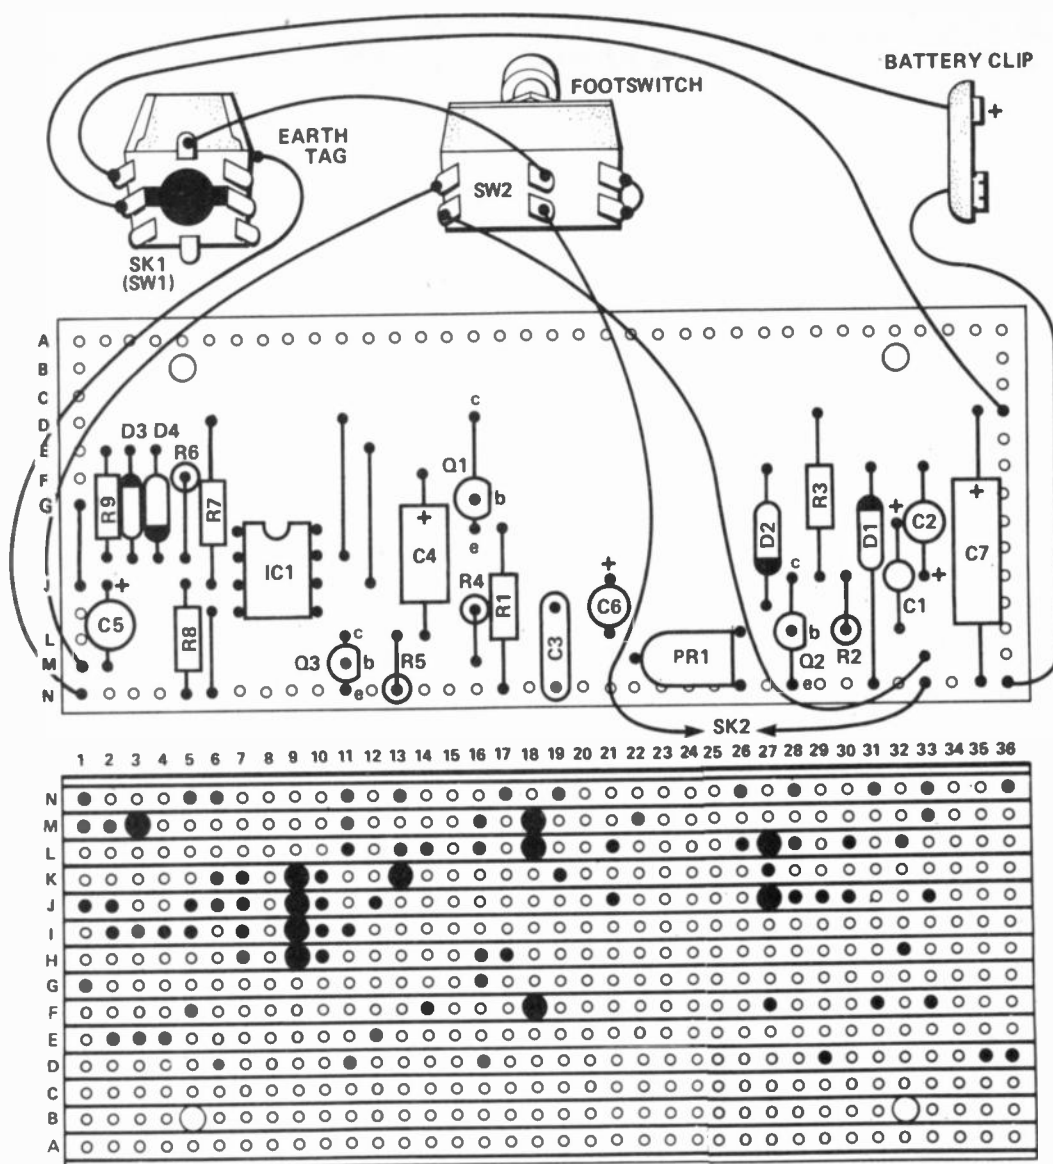 BATTERY CLIP
FOOTSWITCH
+
EARTH
TAG
SW2
SK1
(SW1)
A
B
C
D
E
F
G
J
L
M
N
D3 D4
R6
R9
R7
IC1
C5
+
R8
C4
+
c
Q1
b
e
R4
R1
C3
+
C6
c
Q3
b
e
R5
PR1
D2
R3
D1
+
C2
+
C1
+
C7
c
b
Q2
e
R2
SK2
1 2 3 4 5 6 7 8 9 10 11 12 13 14 15 16 17 18 19 20 21 22 23 24 25 26 27 28 29 30 31 32 33 34 35 36
N
M
L
K
J
I
H
G
F
E
D
C
B
A